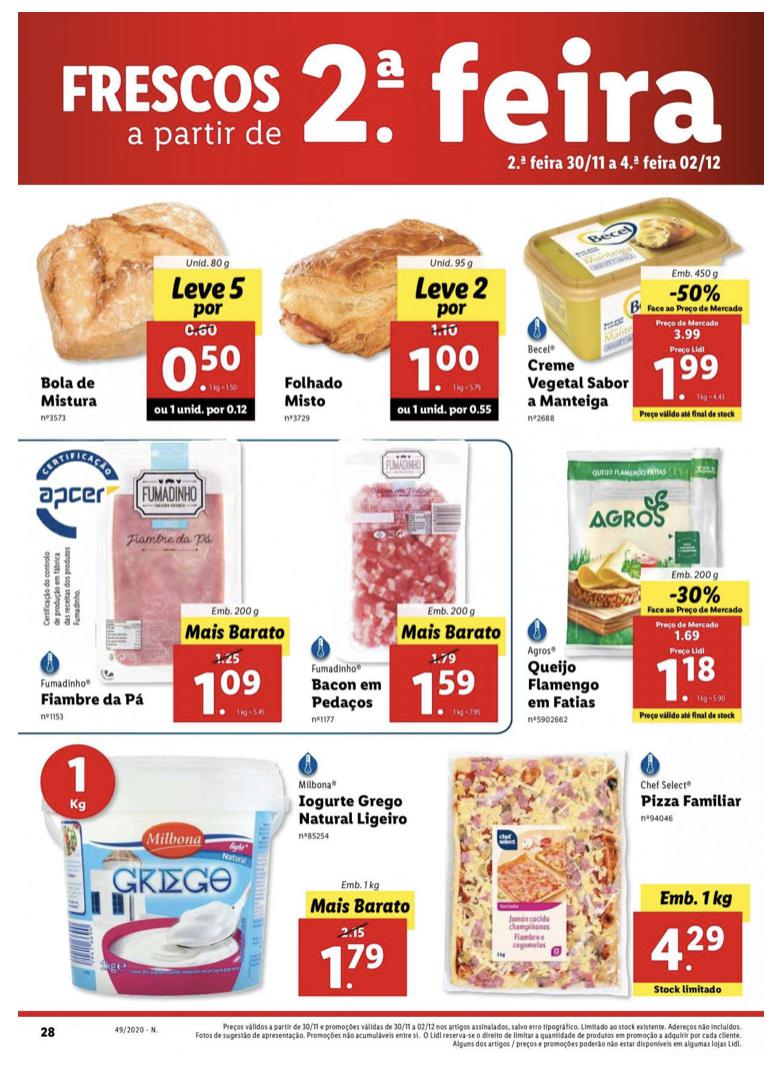 FRESCOS
a partir de
2.ª feira
2.ª feira 30/11 a 4.ª feira 02/12
Unid. 80 g
Leve 5
por
0.60
0.50
1 kg = 1.50
ou 1 unid. por 0.12
Bola de
Mistura
nº3573
Unid. 95 g
Leve 2
por
1.10
1.00
1 kg = 5.79
ou 1 unid. por 0.55
Folhado
Misto
nº3729
Becel
Manteiga
Emb. 450 g
-50%
Face ao Preço de Mercado
Preço de Mercado
3.99
Preço Lidl
1.99
1 kg = 4.43
Preço válido até final de stock
Becel®
Creme
Vegetal Sabor
a Manteiga
nº2688
CERTIFICAÇÃO
apcer
Certificação do controlo
de produção em fábrica
das receitas dos produtos
Fumadinho.
FUMADINHO
Fiambre da Pá
Emb. 200 g
Mais Barato
1.25
1.09
1 kg = 5.45
Fumadinho®
Fiambre da Pá
nº1153
FUMADINHO
Bacon em Pedaços
Emb. 200 g
Mais Barato
1.79
1.59
1 kg = 7.95
Fumadinho®
Bacon em
Pedaços
nº1177
QUEIJO FLAMENGO FATIAS
AGROS
Emb. 200 g
-30%
Face ao Preço de Mercado
Preço de Mercado
1.69
Preço Lidl
1.18
1 kg = 5.90
Preço válido até final de stock
Agros®
Queijo
Flamengo
em Fatias
nº5902662
1
Kg
Milbona
light
Natural
GREGO
1kg e
Milbona®
Iogurte Grego
Natural Ligeiro
nº85254
Emb. 1 kg
Mais Barato
2.15
1.79
chef
select
Jamón cocido
champiñones
Fiambre e
cogumelos
1 kg
Chef Select®
Pizza Familiar
nº94046
Emb. 1 kg
4.29
Stock limitado
28
49/2020 - N.
Preços válidos a partir de 30/11 e promoções válidas de 30/11 a 02/12 nos artigos assinalados, salvo erro tipográfico. Limitado ao stock existente. Adereços não incluídos.
Fotos de sugestão de apresentação. Promoções não acumuláveis entre si. O Lidl reserva-se o direito de limitar a quantidade de produtos em promoção a adquirir por cada cliente.
Alguns dos artigos / preços e promoções poderão não estar disponíveis em algumas lojas Lidl.